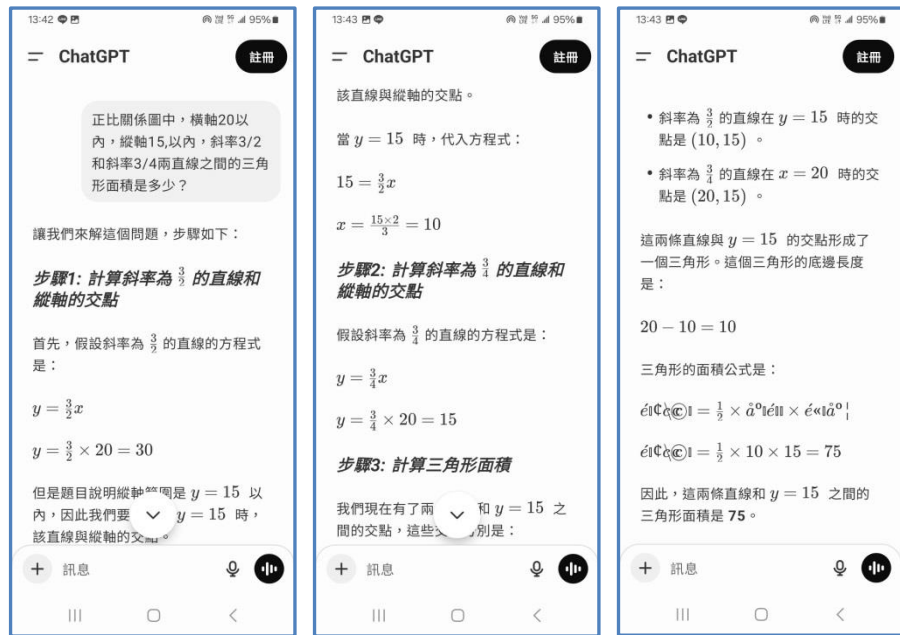 13:42
95%
ChatGPT
註冊
正比關係圖中，橫軸20以
內，縱軸15,以內，斜率3/2
和斜率3/4兩直線之間的三角
形面積是多少？
讓我們來解這個問題，步驟如下：
步驟1: 計算斜率為 3/2 的直線和
縱軸的交點
首先，假設斜率為 3/2 的直線的方程式
是：
y = 3/2 x
y = 3/2 × 20 = 30
但是題目說明縱軸範圍是 y = 15 以
內，因此我們要 y = 15 時，
該直線與縱軸的交點。
+ 訊息
13:43
95%
ChatGPT
註冊
該直線與縱軸的交點。
當 y = 15 時，代入方程式：
15 = 3/2 x
x = 15×2/3 = 10
步驟2: 計算斜率為 3/4 的直線和
縱軸的交點
假設斜率為 3/4 的直線的方程式是：
y = 3/4 x
y = 3/4 × 20 = 15
步驟3: 計算三角形面積
我們現在有了兩 和 y = 15 之
間的交點，這些 別是：
+ 訊息
13:43
95%
ChatGPT
註冊
• 斜率為 3/2 的直線在 y = 15 時的交
點是 (10, 15) 。
• 斜率為 3/4 的直線在 x = 20 時的交
點是 (20, 15) 。
這兩條直線與 y = 15 的交點形成了
一個三角形。這個三角形的底邊長度
是：
20 − 10 = 10
三角形的面積公式是：
= 1/2 ×
= 1/2 × 10 × 15 = 75
因此，這兩條直線和 y = 15 之間的
三角形面積是 75。
+ 訊息